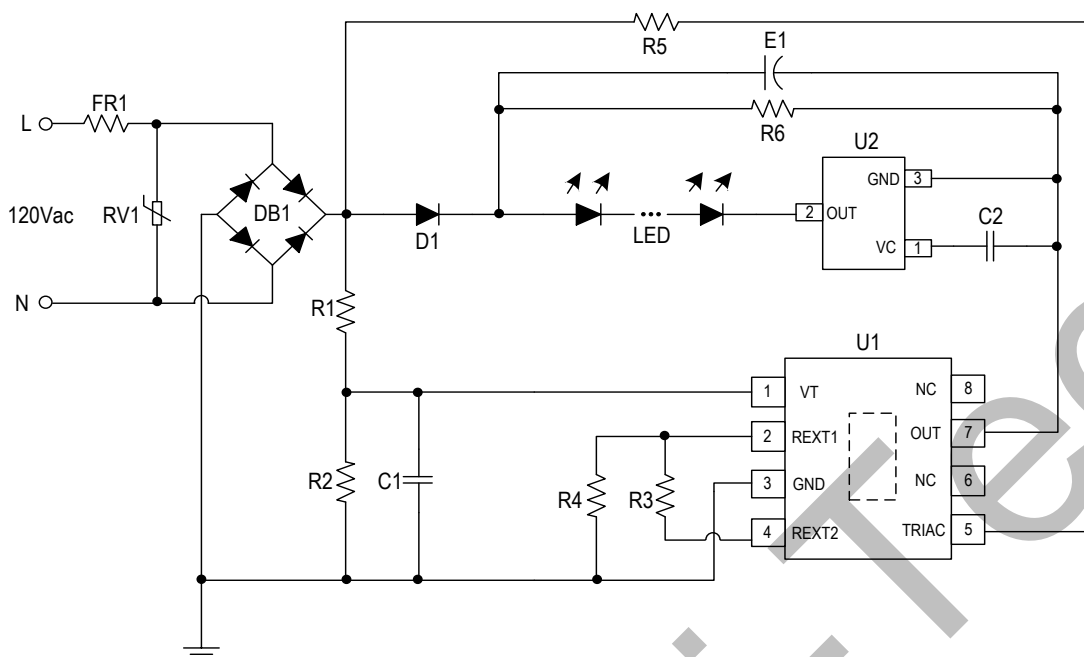 R5
E1
FR1
R6
L
U2
GND 3
120Vac
RV1
DB1
2 OUT
D1
LED
C2
VC 1
N
R1
U1
1 VT
NC 8
2 REXT1
OUT 7
R2
C1
R4
R3
3 GND
NC 6
4 REXT2
TRIAC 5
i-Tes